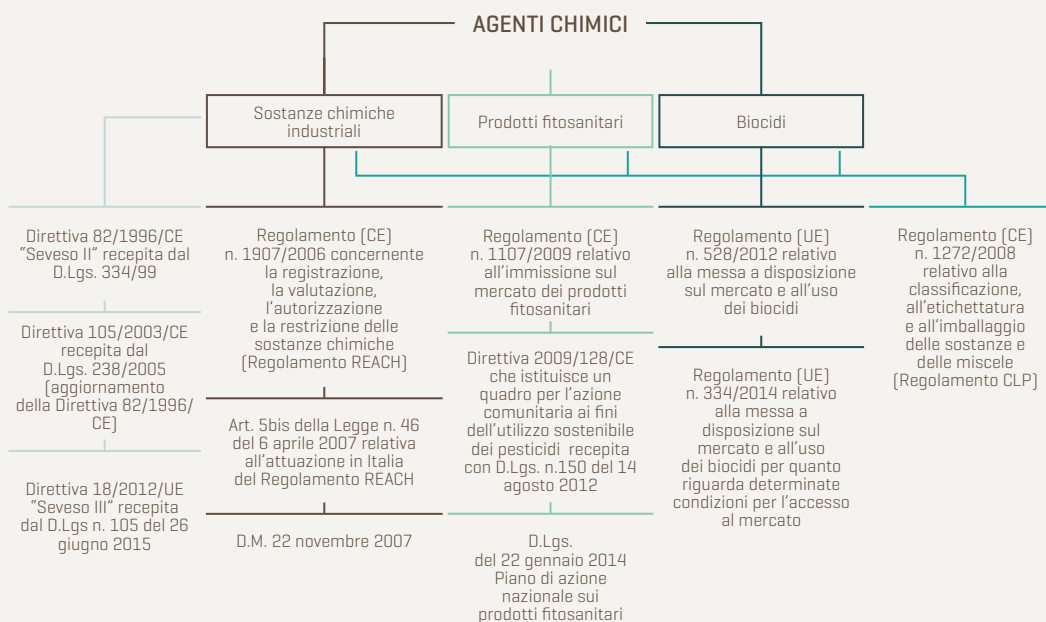 AGENTI CHIMICI
Sostanze chimiche
industriali
Prodotti fitosanitari
Biocidi
Direttiva 82/1996/CE
“Seveso II” recepita dal
D.Lgs. 334/99
Direttiva 105/2003/CE
recepita dal
D.Lgs. 238/2005
(aggiornamento
della Direttiva 82/1996/
CE)
Direttiva 18/2012/UE
“Seveso III” recepita
dal D.Lgs n. 105 del 26
giugno 2015
Regolamento (CE)
n. 1907/2006 concernente
la registrazione,
la valutazione,
l’autorizzazione
e la restrizione delle
sostanze chimiche
(Regolamento REACH)
Art. 5bis della Legge n. 46
del 6 aprile 2007 relativa
all’attuazione in Italia
del Regolamento REACH
D.M. 22 novembre 2007
Regolamento (CE)
n. 1107/2009 relativo
all’immissione sul
mercato dei prodotti
fitosanitari
Direttiva 2009/128/CE
che istituisce un
quadro per l’azione
comunitaria ai fini
dell’utilizzo sostenibile
dei pesticidi recepita
con D.Lgs. n.150 del 14
agosto 2012
D.Lgs.
del 22 gennaio 2014
Piano di azione
nazionale sui
prodotti fitosanitari
Regolamento (UE)
n. 528/2012 relativo
alla messa a disposizione
sul mercato e all’uso
dei biocidi
Regolamento (UE)
n. 334/2014 relativo
alla messa a
disposizione sul
mercato e all’uso
dei biocidi per quanto
riguarda determinate
condizioni per l’accesso
al mercato
Regolamento (CE)
n. 1272/2008
relativo alla
classificazione,
all’etichettatura
e all’imballaggio
delle sostanze e
delle miscele
(Regolamento CLP)